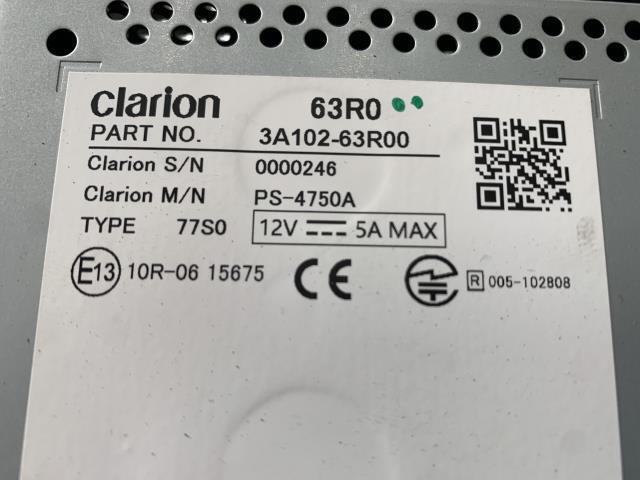 clarion 63R0
PART NO. 3A102-63R00
Clarion S/N 0000246
Clarion M/N PS-4750A
TYPE 77S0 12V 5A MAX
E13 10R-06 15675 CE R 005-102808